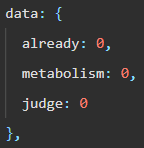 data: {
already: 0,
metabolism: 0,
judge: 0
},